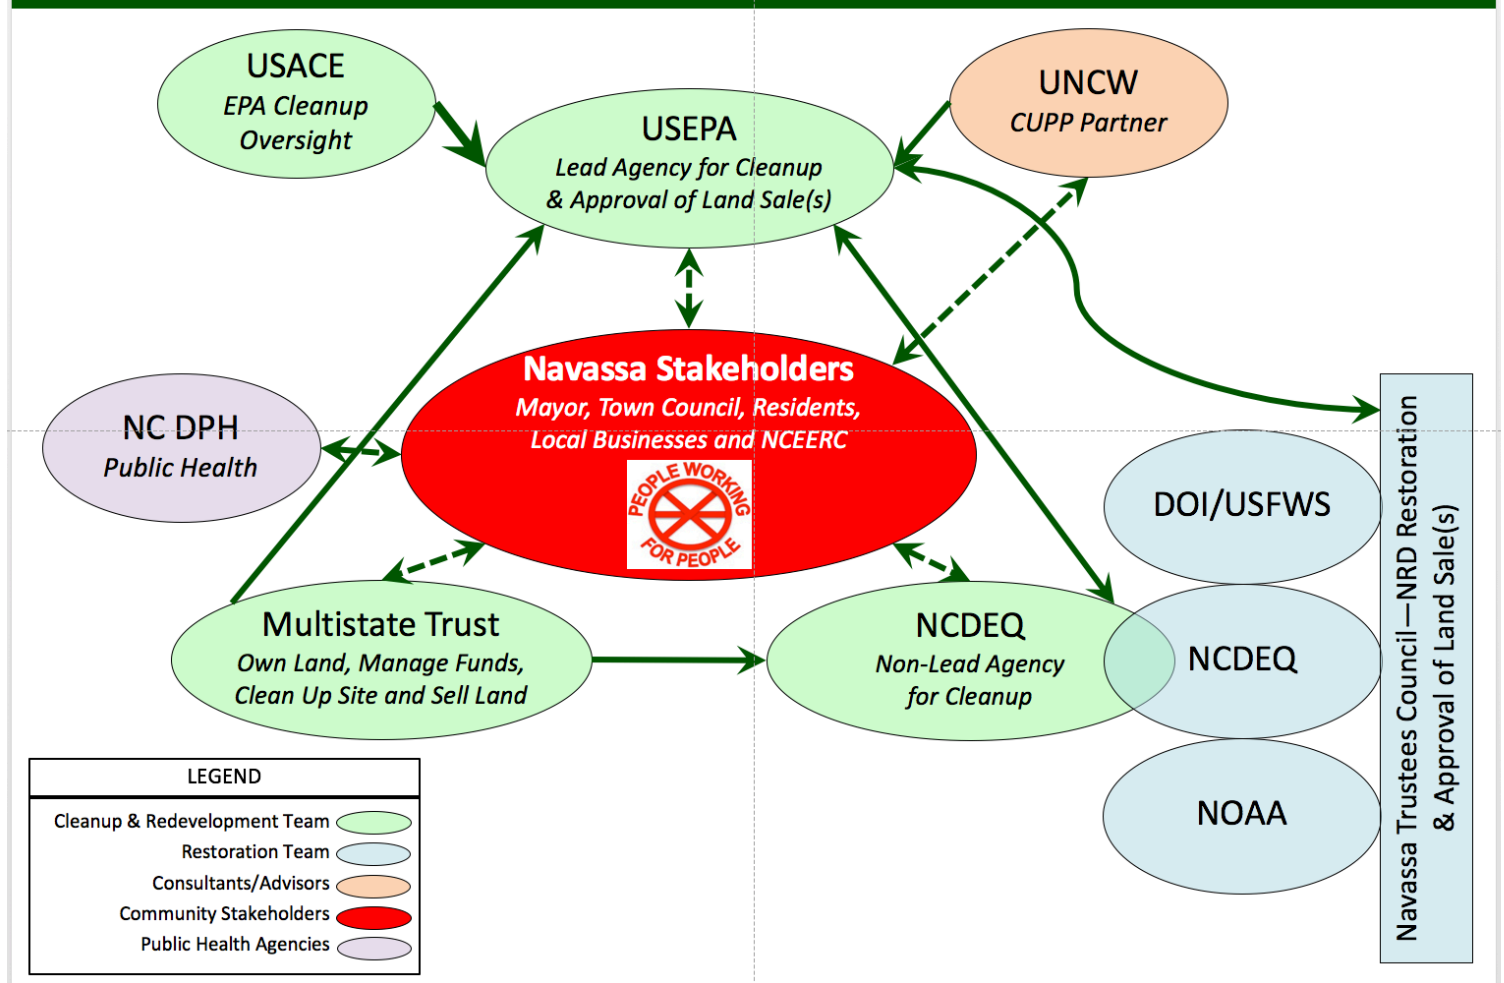 USACE
EPA Cleanup
Oversight
USEPA
Lead Agency for Cleanup
& Approval of Land Sale(s)
UNCW
CUPP Partner
Navassa Stakeholders
Mayor, Town Council, Residents,
Local Businesses and NCEERC
PEOPLE WORKING
FOR PEOPLE
NC DPH
Public Health
Multistate Trust
Own Land, Manage Funds,
Clean Up Site and Sell Land
NCDEQ
Non-Lead Agency
for Cleanup
DOI/USFWS
NCDEQ
NOAA
Navassa Trustees Council—NRD Restoration
& Approval of Land Sale(s)
LEGEND
Cleanup & Redevelopment Team
Restoration Team
Consultants/Advisors
Community Stakeholders
Public Health Agencies